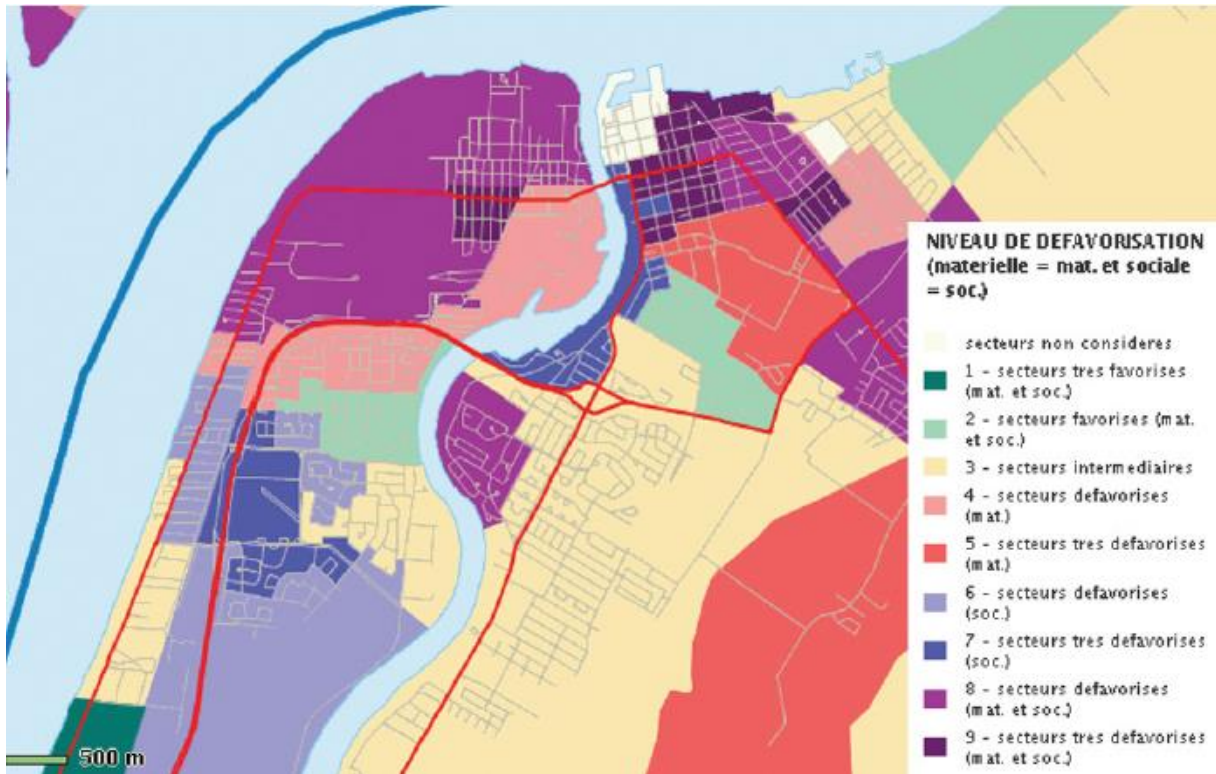 NIVEAU DE DEFAVORISATION
(materielle = mat. et sociale
= soc.)
secteurs non consideres
1 - secteurs tres favorises
(mat. et soc.)
2 - secteurs favorises (mat.
et soc.)
3 - secteurs intermediaires
4 - secteurs defavorises
(mat.)
5 - secteurs tres defavorises
(mat.)
6 - secteurs defavorises
(soc.)
7 - secteurs tres defavorises
(soc.)
8 - secteurs defavorises
(mat. et soc.)
9 - secteurs tres defavorises
(mat. et soc.)
500 m